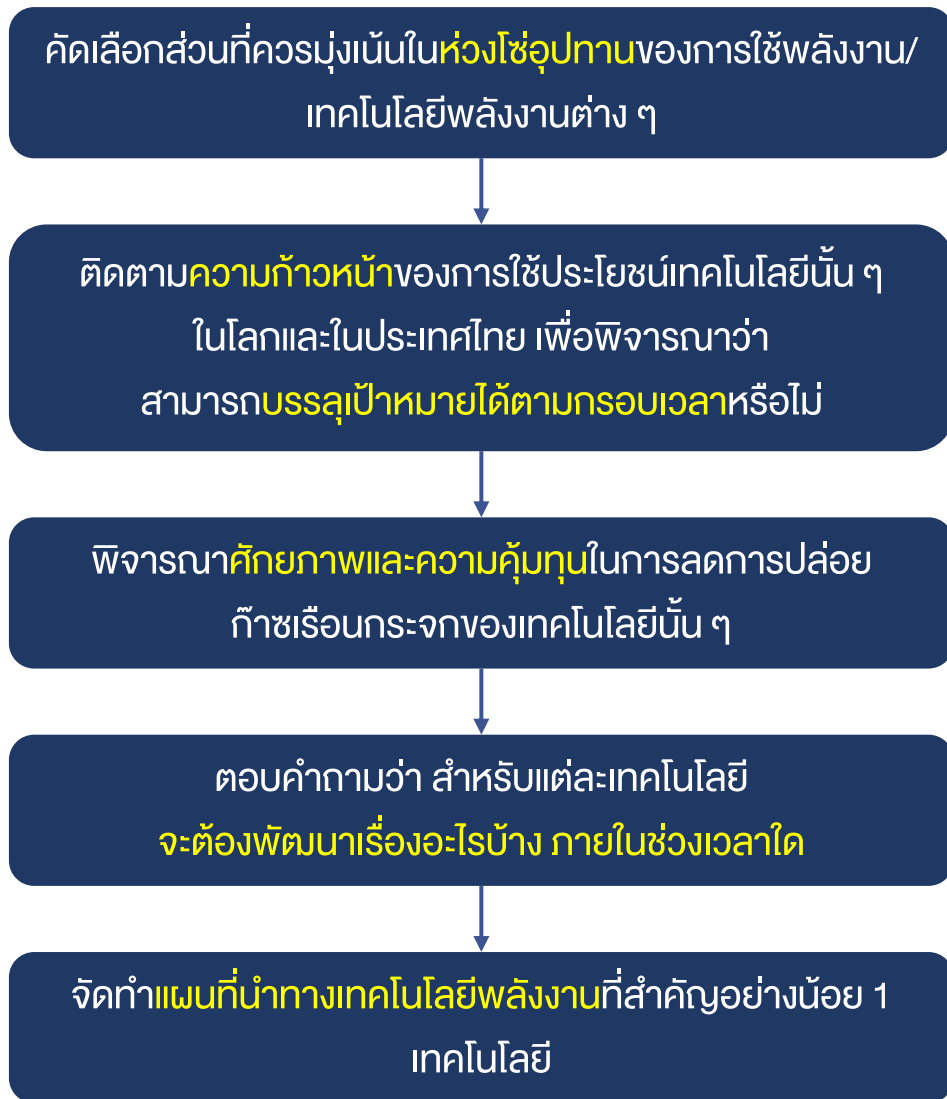 คัดเลือกส่วนที่ควรมุ่งเน้นในห่วงโซ่อุปทานของการใช้พลังงาน/
เทคโนโลยีพลังงานต่าง ๆ
ติดตามความก้าวหน้าของการใช้ประโยชน์เทคโนโลยีนั้น ๆ
ในโลกและในประเทศไทย เพื่อพิจารณาว่า
สามารถบรรลุเป้าหมายได้ตามกรอบเวลาหรือไม่
พิจารณาศักยภาพและความคุ้มทุนในการลดการปล่อย
ก๊าซเรือนกระจกของเทคโนโลยีนั้น ๆ
ตอบคำถามว่า สำหรับแต่ละเทคโนโลยี
จะต้องพัฒนาเรื่องอะไรบ้าง ภายในช่วงเวลาใด
จัดทำแผนที่นำทางเทคโนโลยีพลังงานที่สำคัญอย่างน้อย 1
เทคโนโลยี